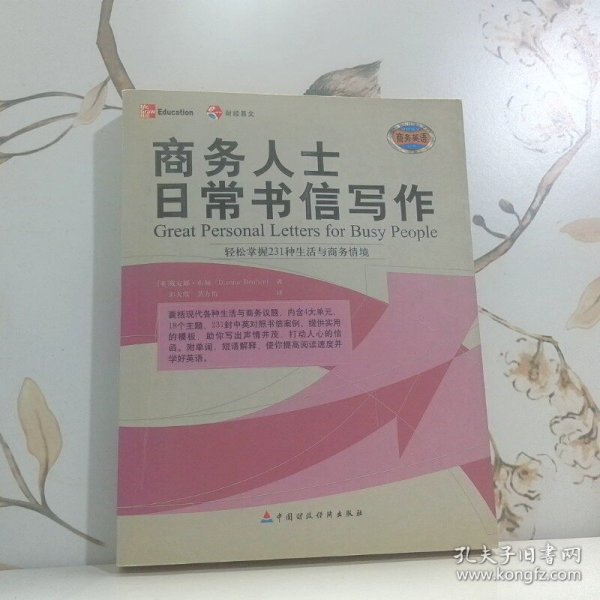 Education
财经易文
商务英语
商务人士
日常书信写作
Great Personal Letters for Busy People
轻松掌握231种生活与商务情境
著
译
囊括现代各种生活与商务议题，内含4大单元、
18个主题、231封中英对照书信案例，提供实用
的模板，助你写出声情并茂、打动人心的信
函。附单词、短语解释，使你提高阅读速度并
学好英语。
中国财政经济出版社
孔夫子旧书网
www.kongfz.com